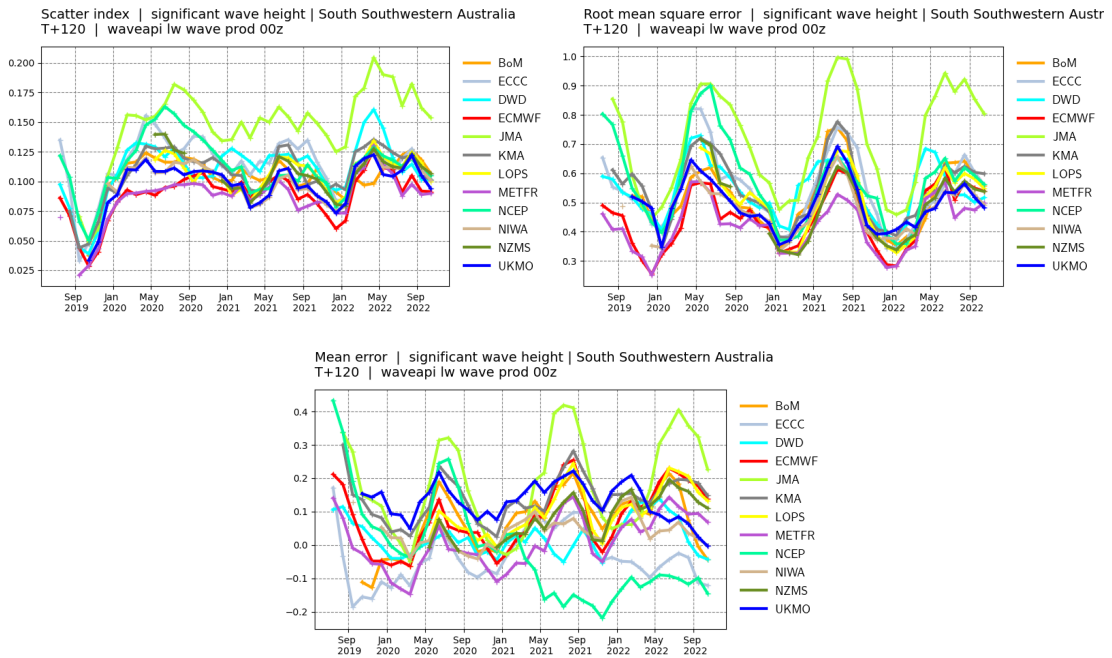 Scatter index | significant wave height | South Southwestern Australia
T+120 | waveapi lw wave prod 00z
0.200
0.175
0.150
0.125
0.100
0.075
0.050
0.025
Sep 2019
Jan 2020
May 2020
Sep 2020
Jan 2021
May 2021
Sep 2021
Jan 2022
May 2022
Sep 2022
BoM
ECCC
DWD
ECMWF
JMA
KMA
LOPS
METFR
NCEP
NIWA
NZMS
UKMO
Root mean square error | significant wave height | South Southwestern Austr
T+120 | waveapi lw wave prod 00z
1.0
0.9
0.8
0.7
0.6
0.5
0.4
0.3
Sep 2019
Jan 2020
May 2020
Sep 2020
Jan 2021
May 2021
Sep 2021
Jan 2022
May 2022
Sep 2022
BoM
ECCC
DWD
ECMWF
JMA
KMA
LOPS
METFR
NCEP
NIWA
NZMS
UKMO
Mean error | significant wave height | South Southwestern Australia
T+120 | waveapi lw wave prod 00z
0.4
0.3
0.2
0.1
0.0
−0.1
−0.2
Sep 2019
Jan 2020
May 2020
Sep 2020
Jan 2021
May 2021
Sep 2021
Jan 2022
May 2022
Sep 2022
BoM
ECCC
DWD
ECMWF
JMA
KMA
LOPS
METFR
NCEP
NIWA
NZMS
UKMO